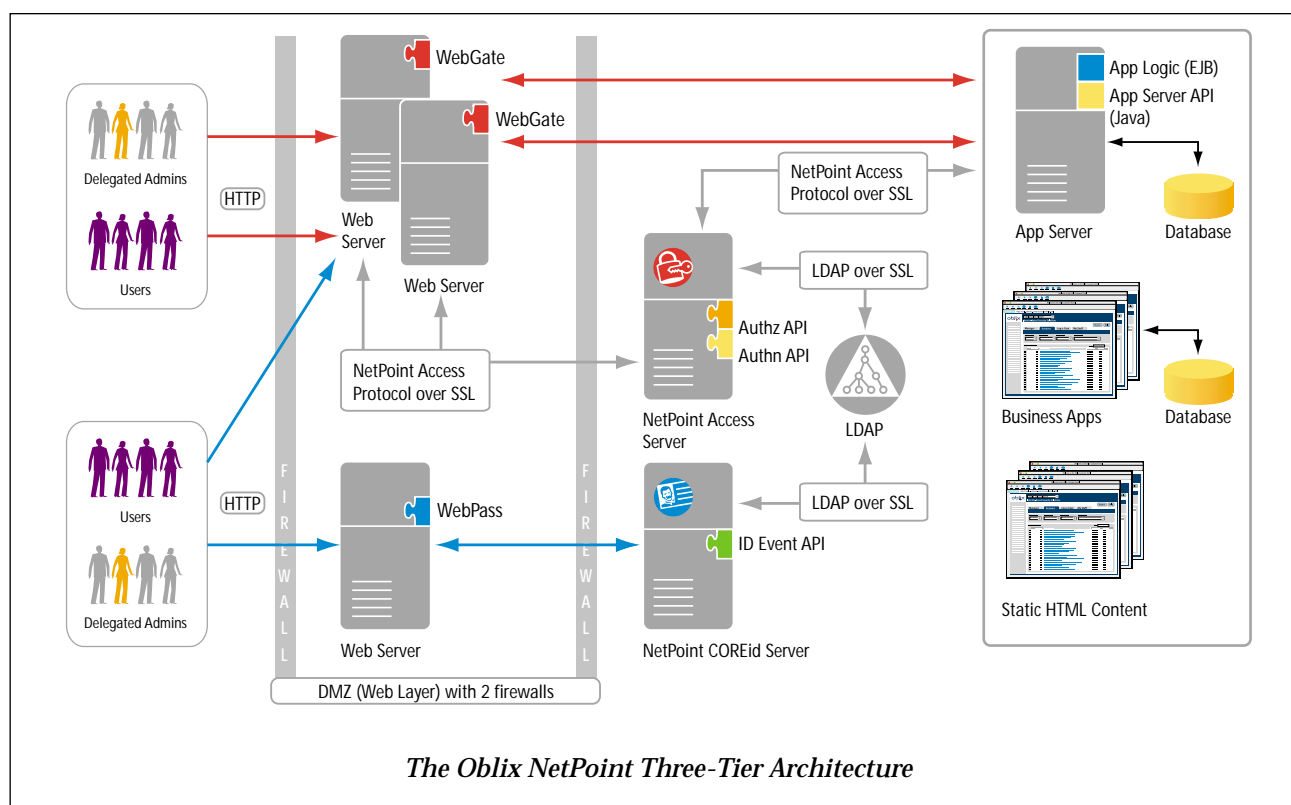 WebGate
WebGate
App Logic (EJB)
App Server API
(Java)
Delegated Admins
HTTP
Users
Web
Server
Web Server
NetPoint Access
Protocol over SSL
App Server
Database
LDAP over SSL
Authz API
Authn API
NetPoint Access
Protocol over SSL
NetPoint Access
Server
LDAP
Business Apps
Database
Users
HTTP
Delegated Admins
FIREWALL
WebPass
Web Server
FIREWALL
LDAP over SSL
ID Event API
NetPoint COREid Server
Static HTML Content
DMZ (Web Layer) with 2 firewalls
The Oblix NetPoint Three-Tier Architecture